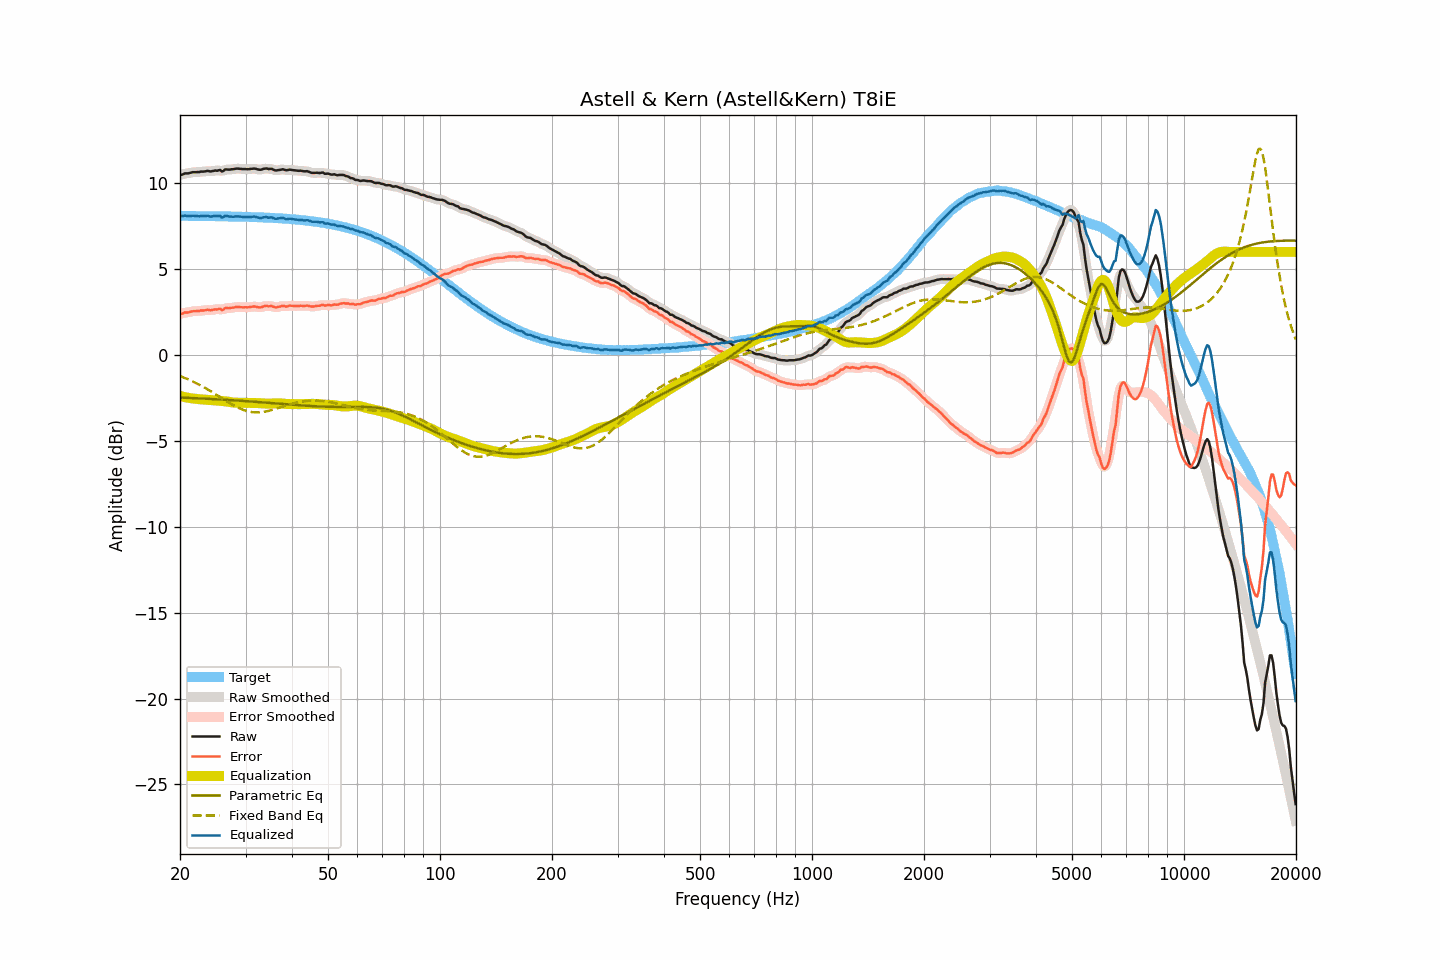 Astell & Kern (Astell&Kern) T8iE
10
5
0
−5
−10
−15
−20
−25
Amplitude (dBr)
Target
Raw Smoothed
Error Smoothed
Raw
Error
Equalization
Parametric Eq
Fixed Band Eq
Equalized
20 50 100 200 500 1000 2000 5000 10000 20000
Frequency (Hz)